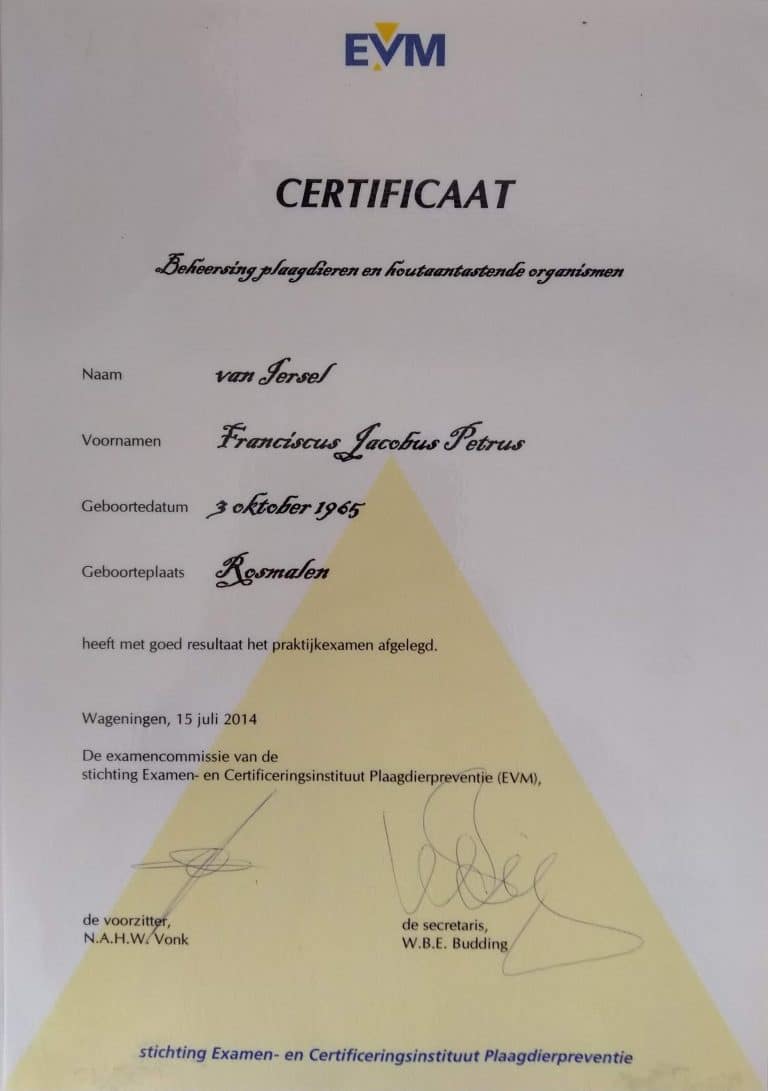 EVM
CERTIFICAAT
Beheersing plaagdieren en houtaantastende organismen
Naam van Iersel
Voornamen Franciscus Jacobus Petrus
Geboortedatum 3 oktober 1965
Geboorteplaats Rosmalen
heeft met goed resultaat het praktijkexamen afgelegd.
Wageningen, 15 juli 2014
De examencommissie van de
stichting Examen- en Certificeringsinstituut Plaagdierpreventie (EVM),
de voorzitter,
N.A.H.W. Vonk
de secretaris,
W.B.E. Budding
stichting Examen- en Certificeringsinstituut Plaagdierpreventie